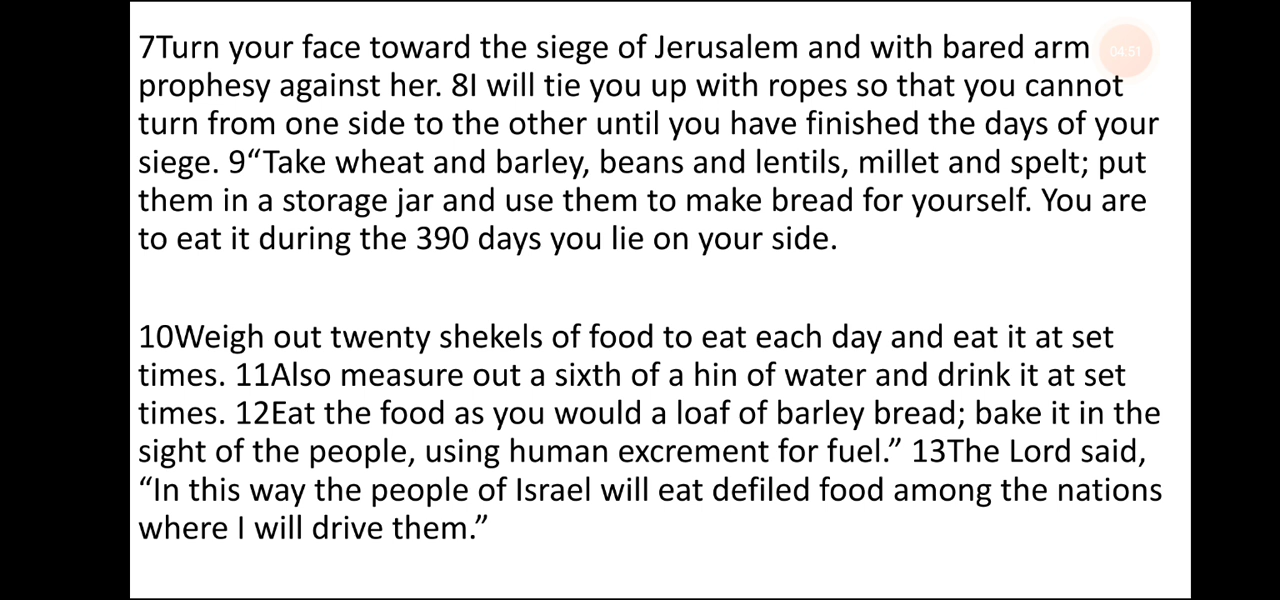 7Turn your face toward the siege of Jerusalem and with bared arm
04:51
prophesy against her. 8I will tie you up with ropes so that you cannot
turn from one side to the other until you have finished the days of your
siege. 9“Take wheat and barley, beans and lentils, millet and spelt; put
them in a storage jar and use them to make bread for yourself. You are
to eat it during the 390 days you lie on your side.
10Weigh out twenty shekels of food to eat each day and eat it at set
times. 11Also measure out a sixth of a hin of water and drink it at set
times. 12Eat the food as you would a loaf of barley bread; bake it in the
sight of the people, using human excrement for fuel.” 13The Lord said,
“In this way the people of Israel will eat defiled food among the nations
where I will drive them.”